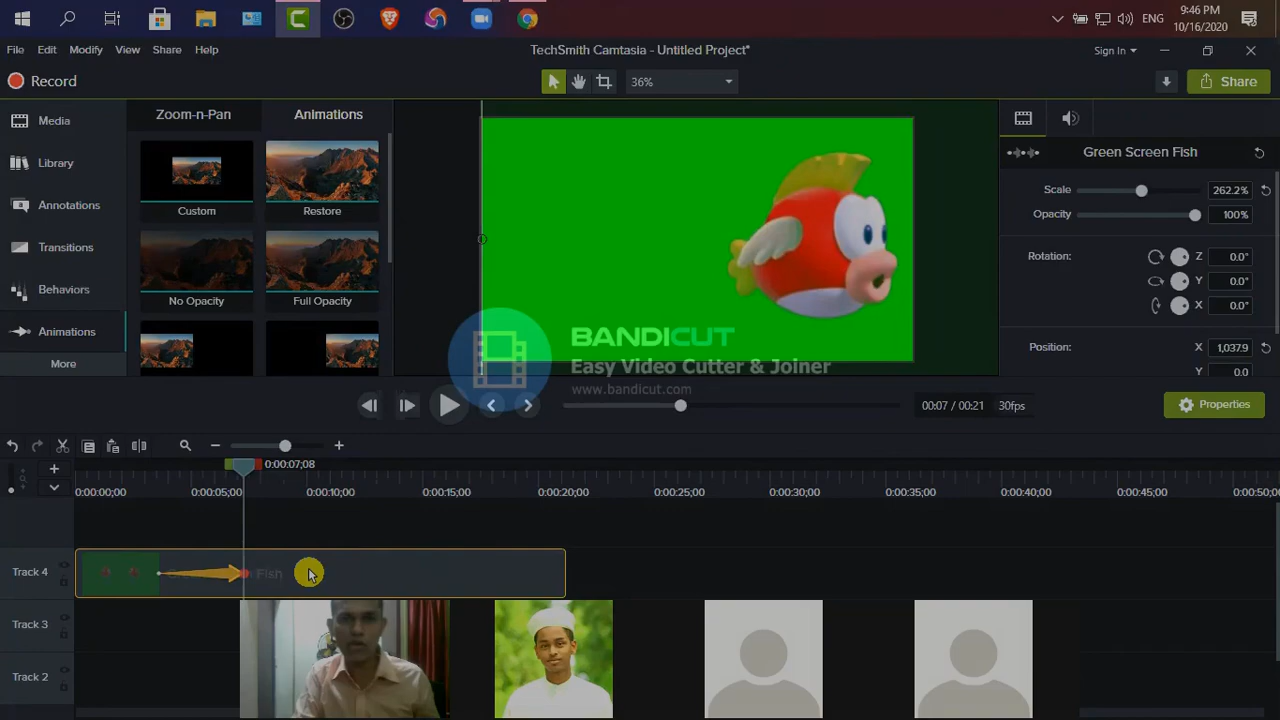 9:46 PM
ENG
10/16/2020
File Edit Modify View Share Help
TechSmith Camtasia - Untitled Project*
Sign In
Record
36%
Share
Media
Library
Annotations
Transitions
Behaviors
Animations
More
Zoom-n-Pan
Animations
Custom
Restore
No Opacity
Full Opacity
BANDICUT
Easy Video Cutter & Joiner
www.bandicut.com
Green Screen Fish
Scale 262.2%
Opacity 100%
Rotation: Z 0.0°
Y 0.0°
X 0.0°
Position: X 1,037.9
Y 0.0
00:07 / 00:21 30fps
Properties
0:00:07;08
0:00:00;00 0:00:05;00 0:00:10;00 0:00:15;00 0:00:20;00 0:00:25;00 0:00:30;00 0:00:35;00 0:00:40;00 0:00:45;00 0:00:50;0
Track 4
Fish
Track 3
Track 2